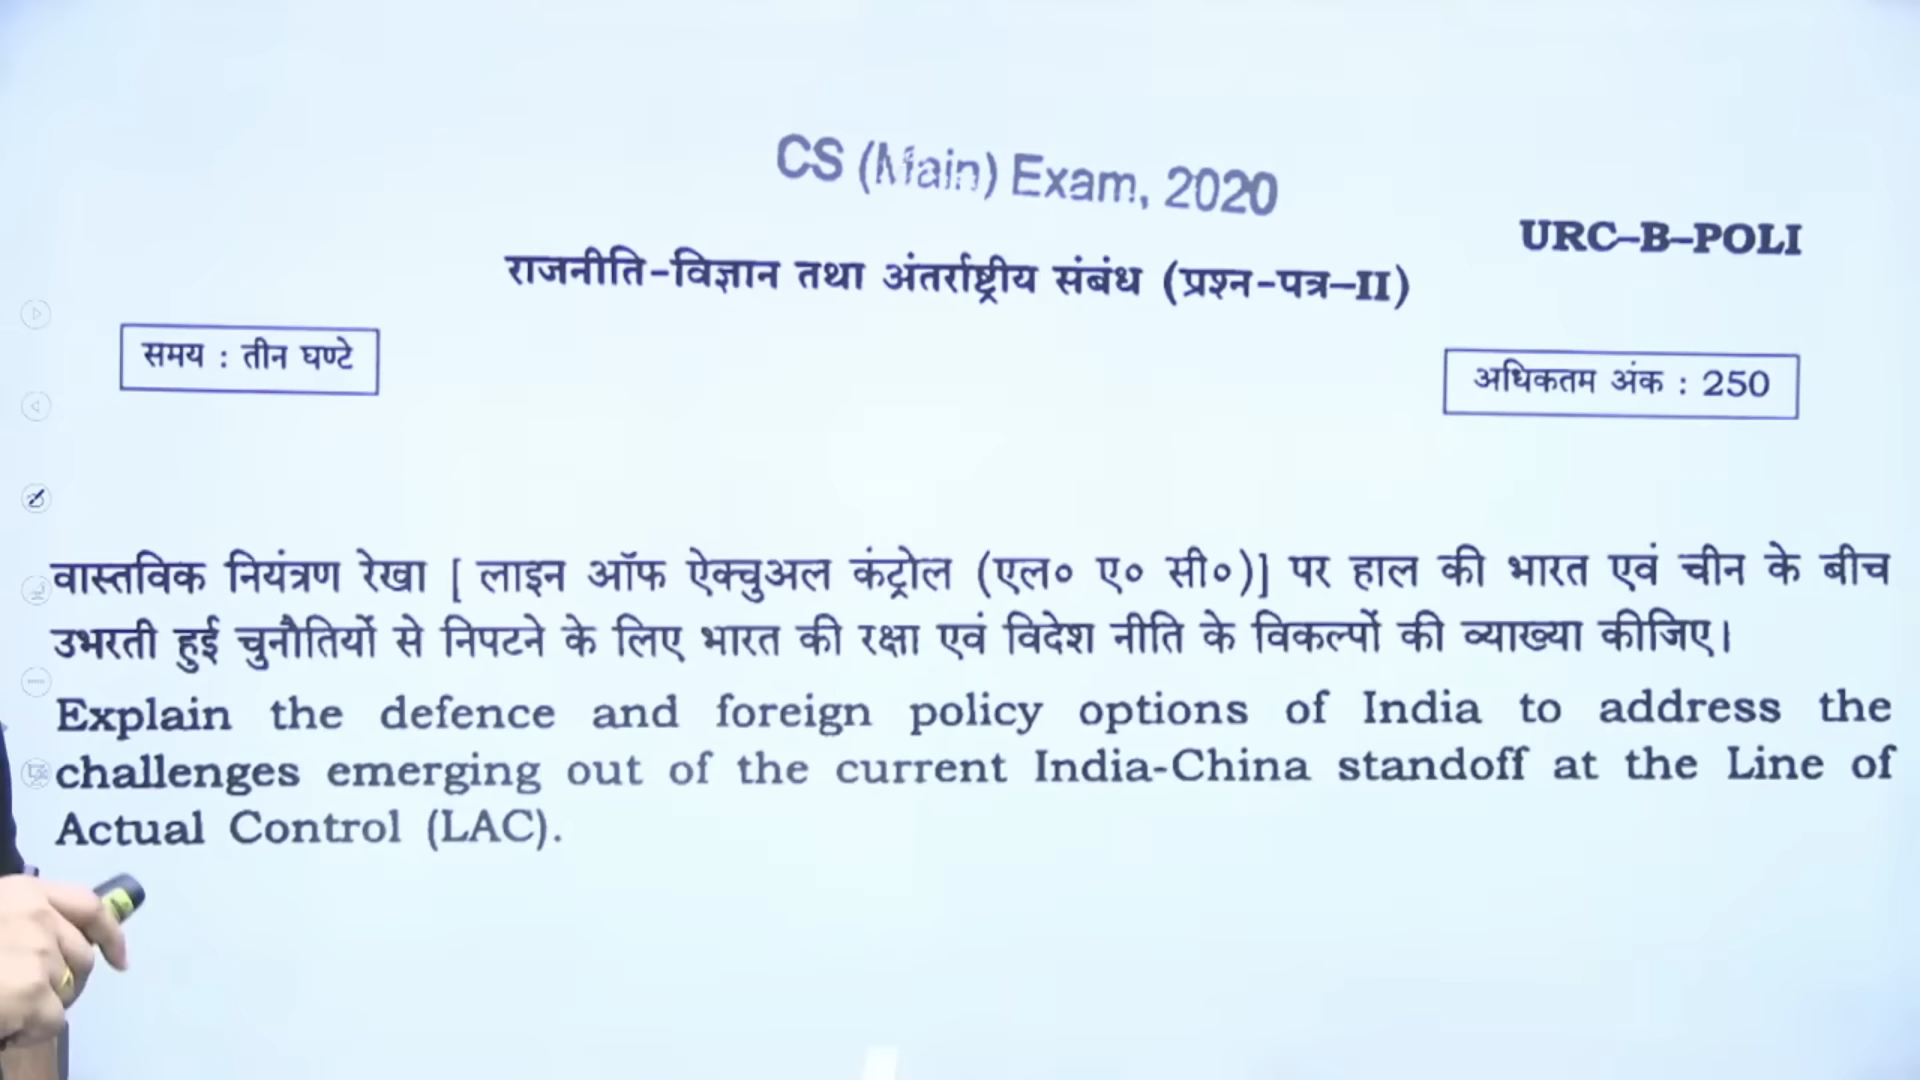 CS (Main) Exam, 2020
URC–B–POLI
राजनीति-विज्ञान तथा अंतर्राष्ट्रीय संबंध (प्रश्न-पत्र–II)
समय : तीन घण्टे
अधिकतम अंक : 250
वास्तविक नियंत्रण रेखा [ लाइन ऑफ ऐक्चुअल कंट्रोल (एल० ए० सी०)] पर हाल की भारत एवं चीन के बीच
उभरती हुई चुनौतियों से निपटने के लिए भारत की रक्षा एवं विदेश नीति के विकल्पों की व्याख्या कीजिए।
Explain the defence and foreign policy options of India to address the
challenges emerging out of the current India-China standoff at the Line of
Actual Control (LAC).